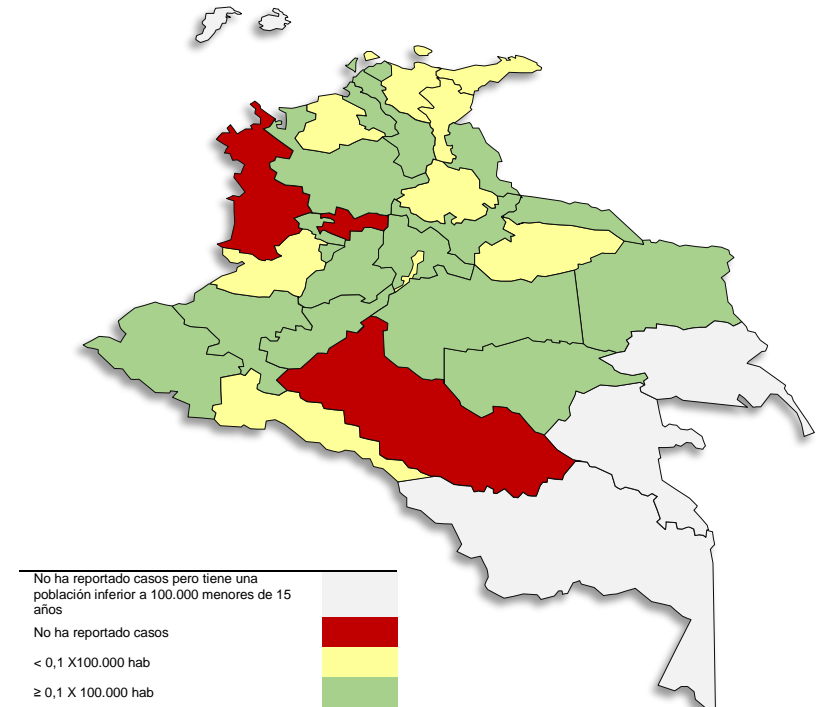 No ha reportado casos pero tiene una
población inferior a 100.000 menores de 15
años
No ha reportado casos
< 0,1 X100.000 hab
≥ 0,1 X 100.000 hab